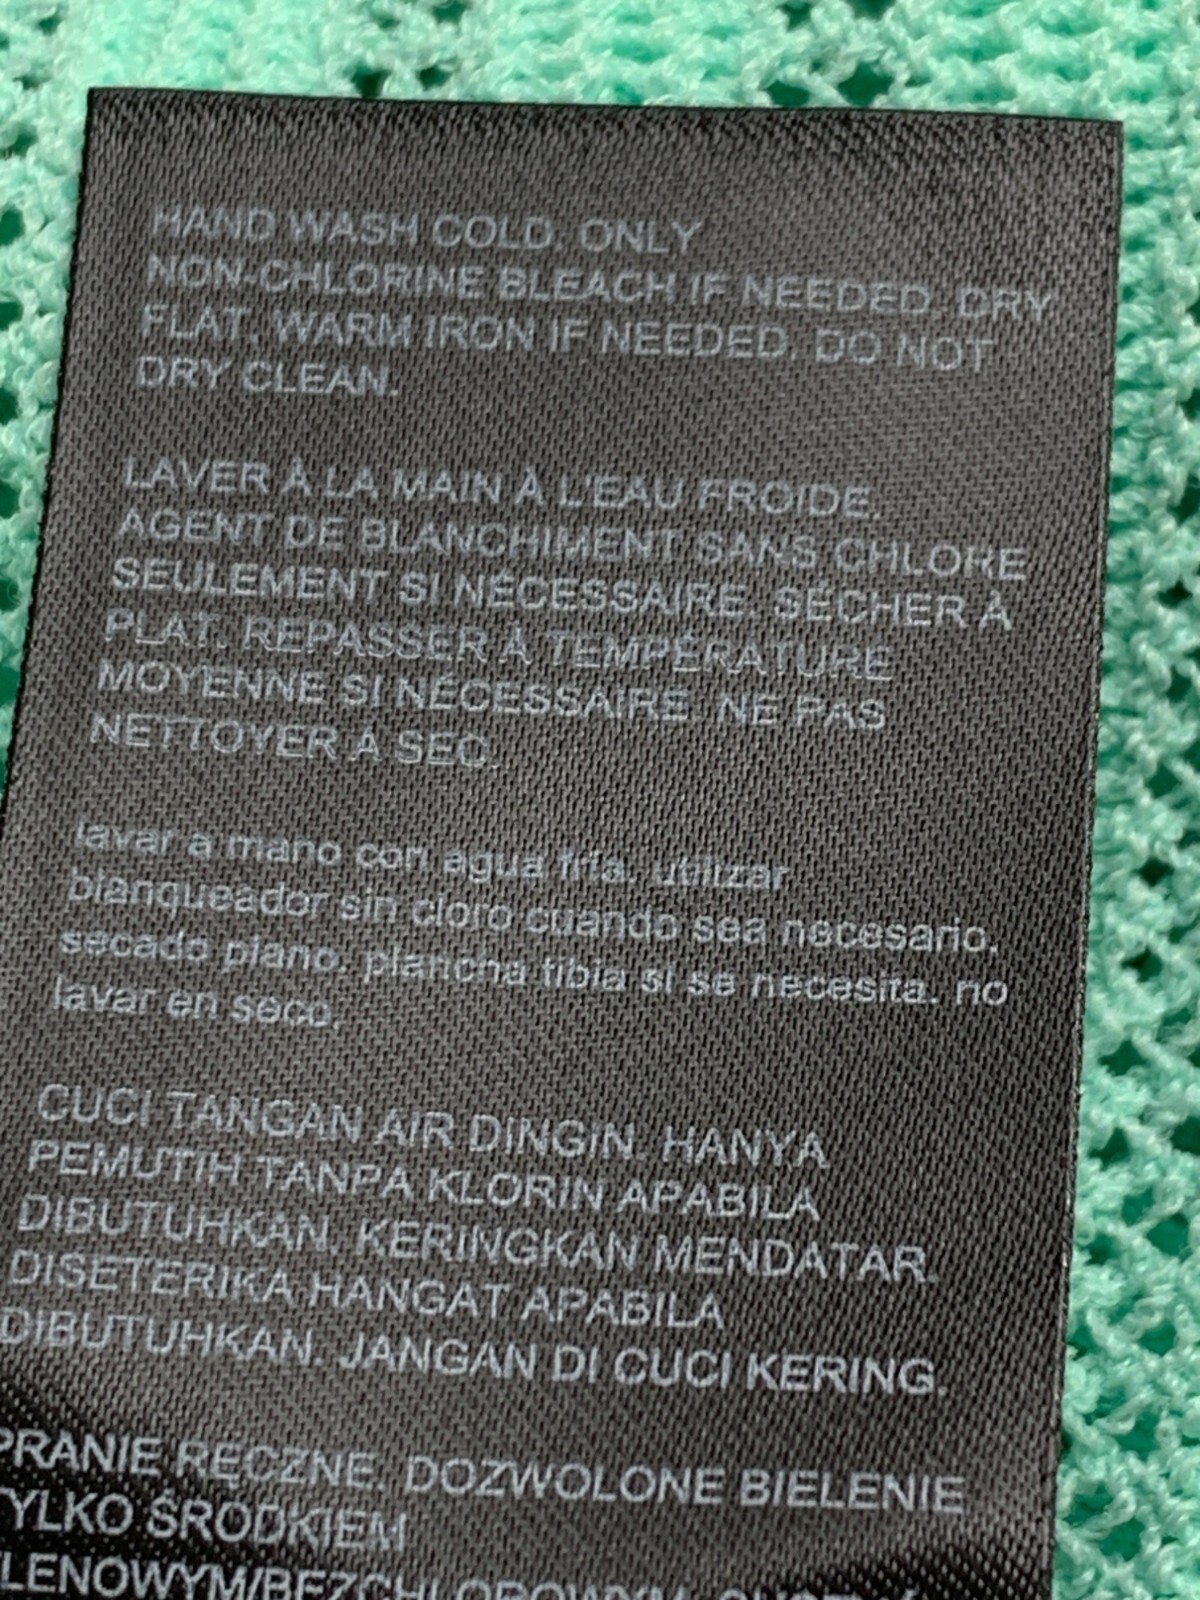 HAND WASH COLD. ONLY
NON-CHLORINE BLEACH IF NEEDED. DRY
FLAT. WARM IRON IF NEEDED. DO NOT
DRY CLEAN.
LAVER À LA MAIN À L'EAU FROIDE.
AGENT DE BLANCHIMENT SANS CHLORE
SEULEMENT SI NÉCESSAIRE. SÉCHER À
PLAT. REPASSER À TEMPÉRATURE
MOYENNE SI NÉCESSAIRE. NE PAS
NETTOYER À SEC.
lavar a mano con agua fría. utilizar
blanqueador sin cloro cuando sea necesario.
secado plano. plancha tibia si se necesita. no
lavar en seco.
CUCI TANGAN AIR DINGIN. HANYA
PEMUTIH TANPA KLORIN APABILA
DIBUTUHKAN. KERINGKAN MENDATAR.
DISETERIKA HANGAT APABILA
DIBUTUHKAN. JANGAN DI CUCI KERING.
PRANIE RĘCZNE. DOZWOLONE BIELENIE
TYLKO ŚRODKIEM
TLENOWYM/BEZCHLOROWYM.